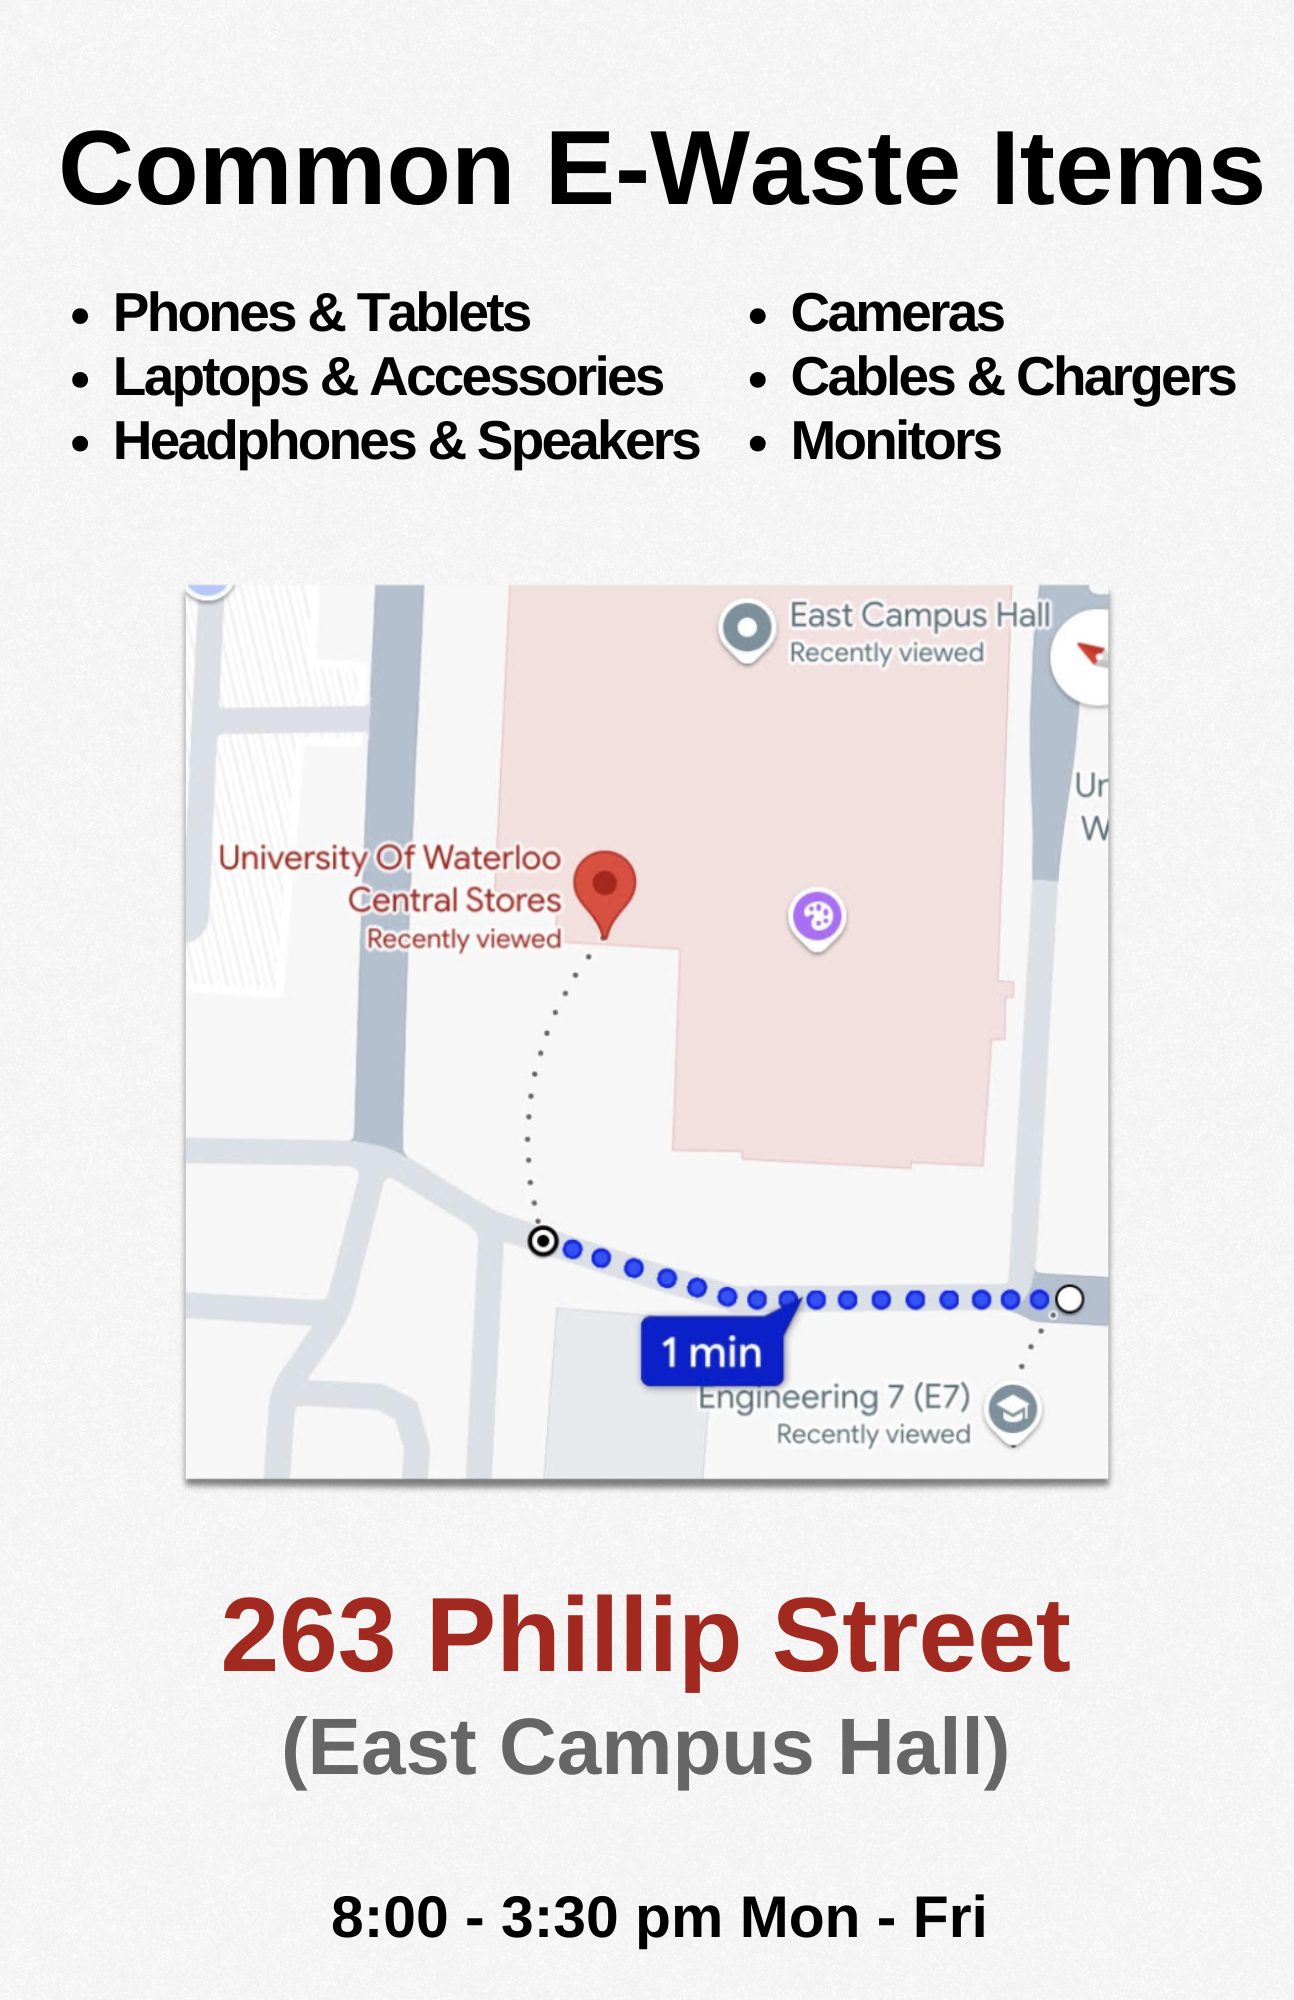 Common E-Waste Items
• Phones & Tablets
• Laptops & Accessories
• Headphones & Speakers
• Cameras
• Cables & Chargers
• Monitors
East Campus Hall
Recently viewed
University Of Waterloo
Central Stores
Recently viewed
1 min
Engineering 7 (E7)
Recently viewed
263 Phillip Street
(East Campus Hall)
8:00 - 3:30 pm Mon - Fri